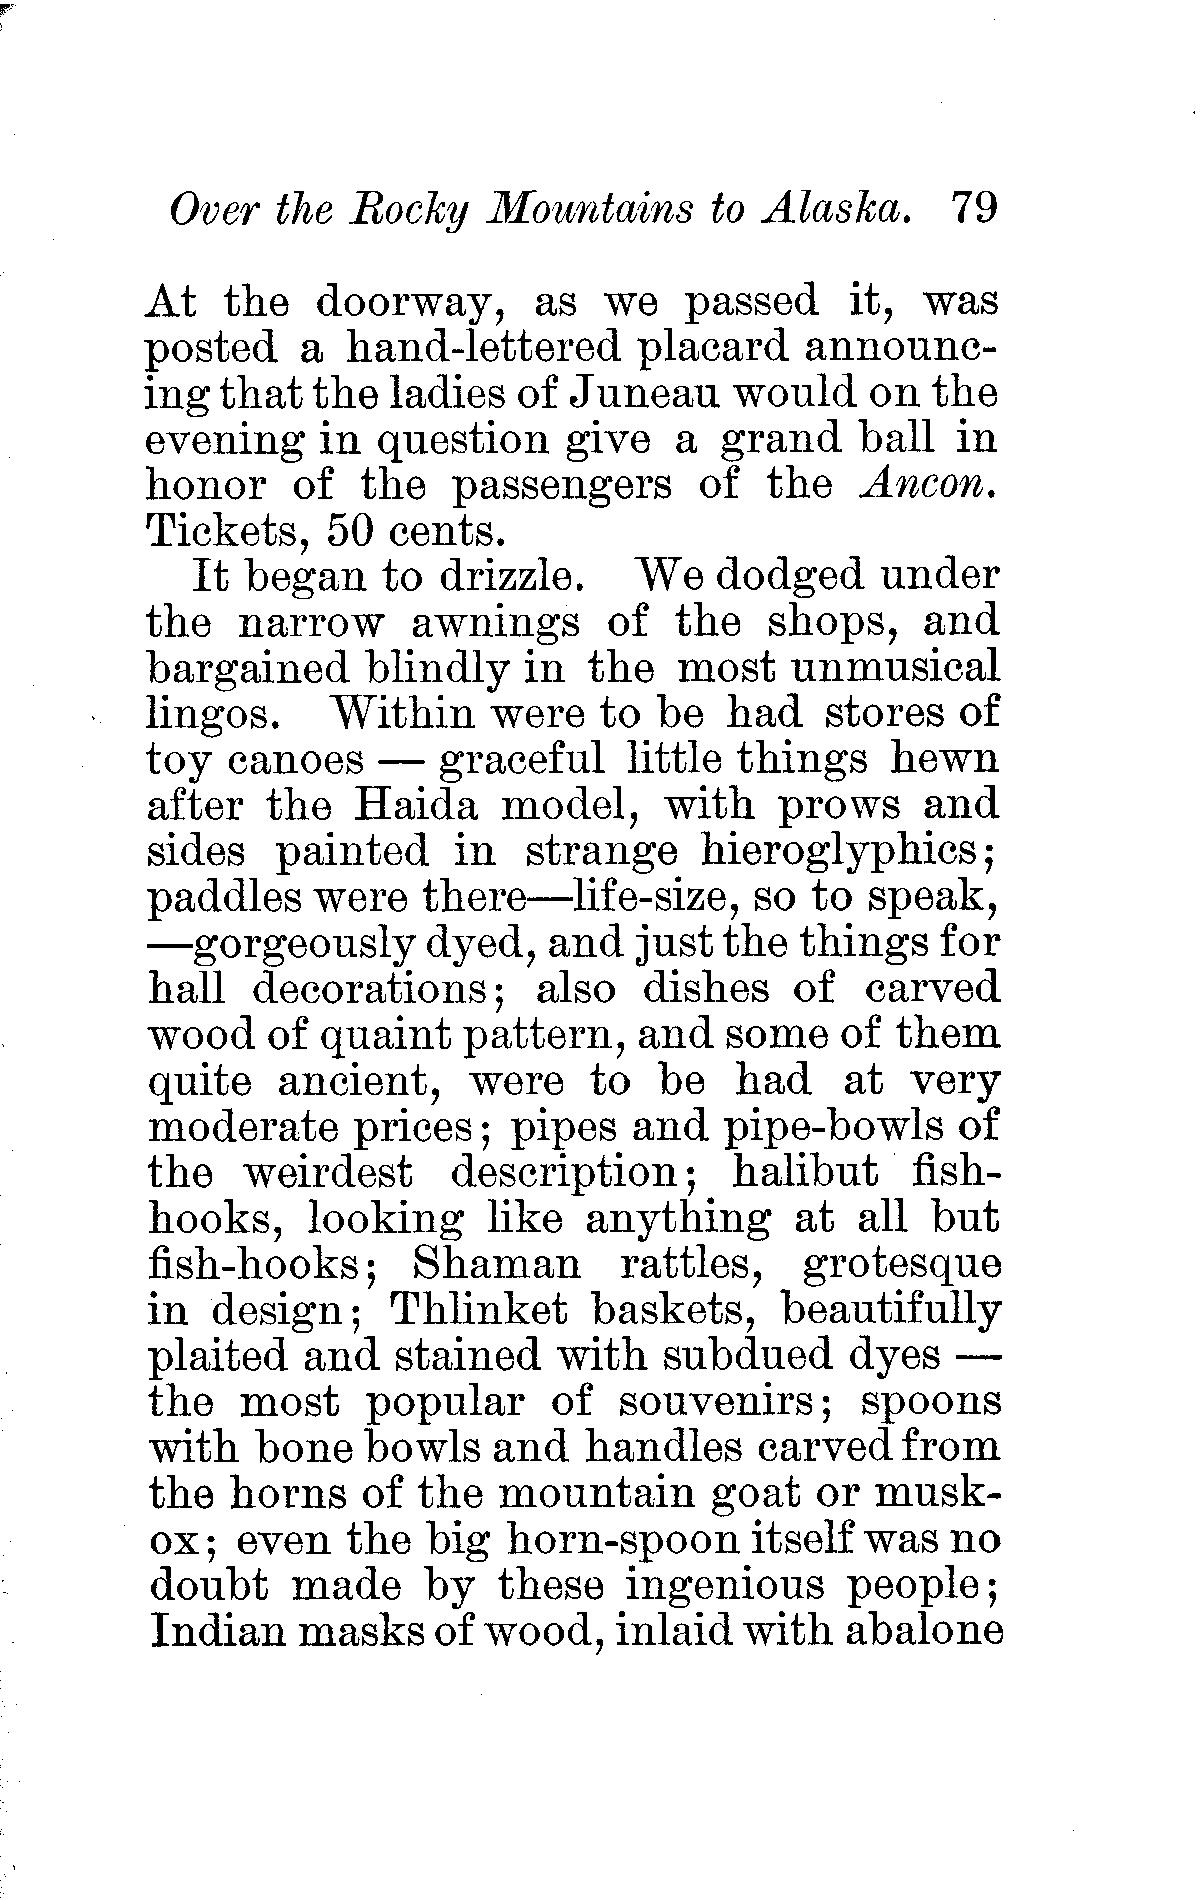 Over the Rocky Mountains to Alaska. 79
At the doorway, as we passed it, was
posted a hand-lettered placard announc-
ing that the ladies of Juneau would on the
evening in question give a grand ball in
honor of the passengers of the Ancon.
Tickets, 50 cents.
It began to drizzle. We dodged under
the narrow awnings of the shops, and
bargained blindly in the most unmusical
lingos. Within were to be had stores of
toy canoes — graceful little things hewn
after the Haida model, with prows and
sides painted in strange hieroglyphics;
paddles were there—life-size, so to speak,
—gorgeously dyed, and just the things for
hall decorations; also dishes of carved
wood of quaint pattern, and some of them
quite ancient, were to be had at very
moderate prices; pipes and pipe-bowls of
the weirdest description; halibut fish-
hooks, looking like anything at all but
fish-hooks; Shaman rattles, grotesque
in design; Thlinket baskets, beautifully
plaited and stained with subdued dyes —
the most popular of souvenirs; spoons
with bone bowls and handles carved from
the horns of the mountain goat or musk-
ox; even the big horn-spoon itself was no
doubt made by these ingenious people;
Indian masks of wood, inlaid with abalone